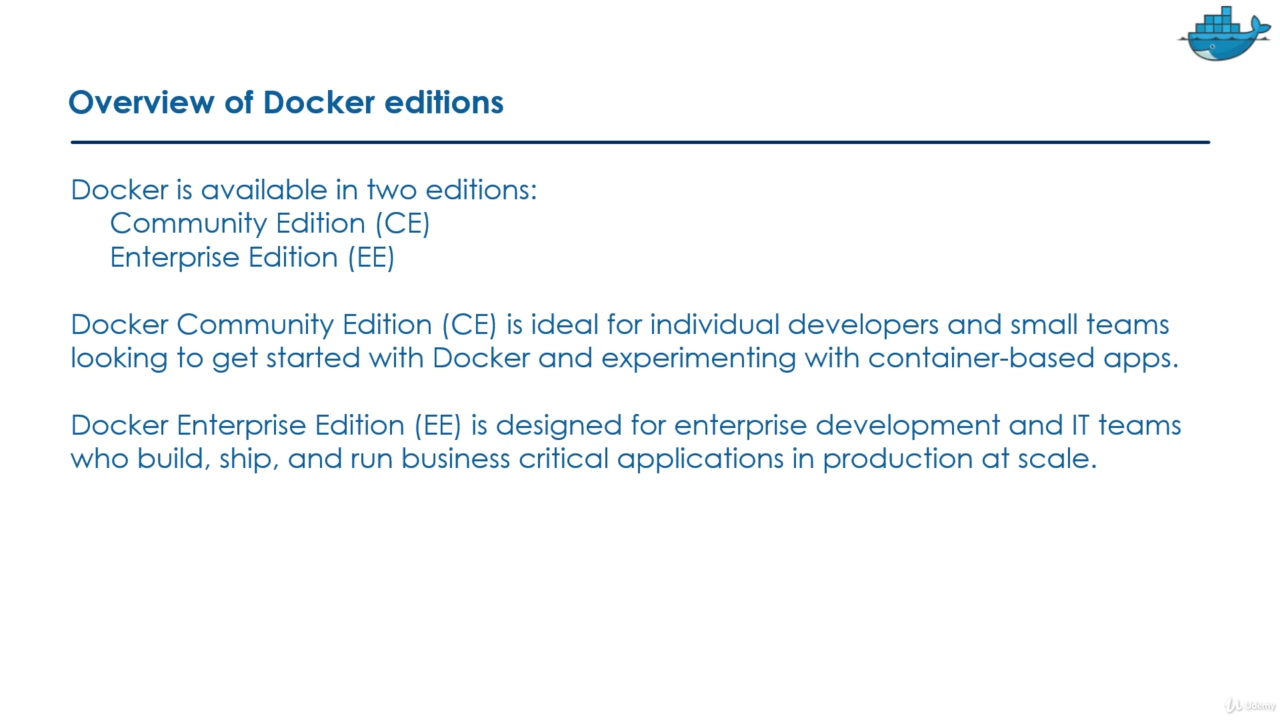 Overview of Docker editions
Docker is available in two editions:
Community Edition (CE)
Enterprise Edition (EE)
Docker Community Edition (CE) is ideal for individual developers and small teams
looking to get started with Docker and experimenting with container-based apps.
Docker Enterprise Edition (EE) is designed for enterprise development and IT teams
who build, ship, and run business critical applications in production at scale.
Udemy